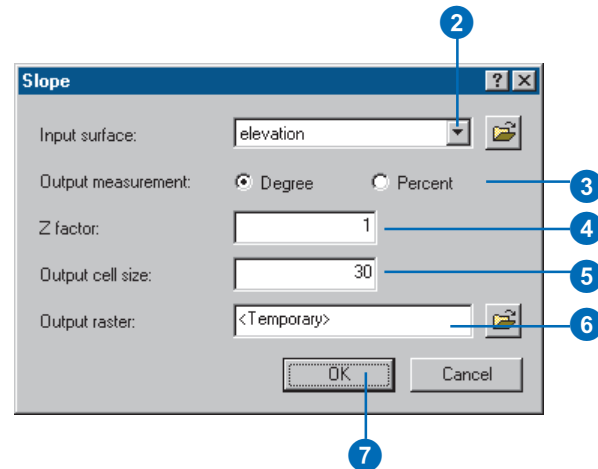 2
Slope ? ×
Input surface: elevation
Output measurement: Degree Percent 3
Z factor: 1 4
Output cell size: 30 5
Output raster: <Temporary> 6
OK Cancel
7